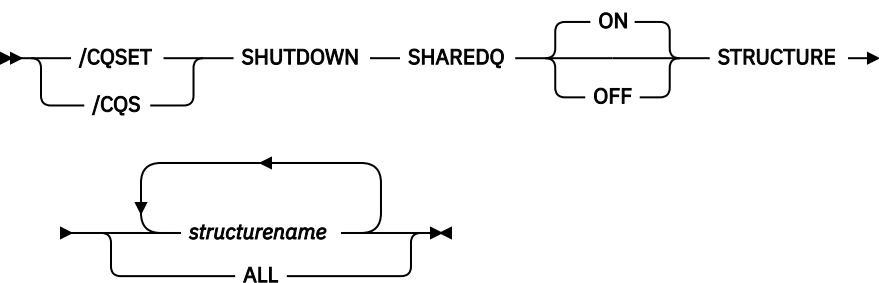 ON
/CQSET SHUTDOWN SHAREDQ STRUCTURE
/CQS OFF
structurename
ALL